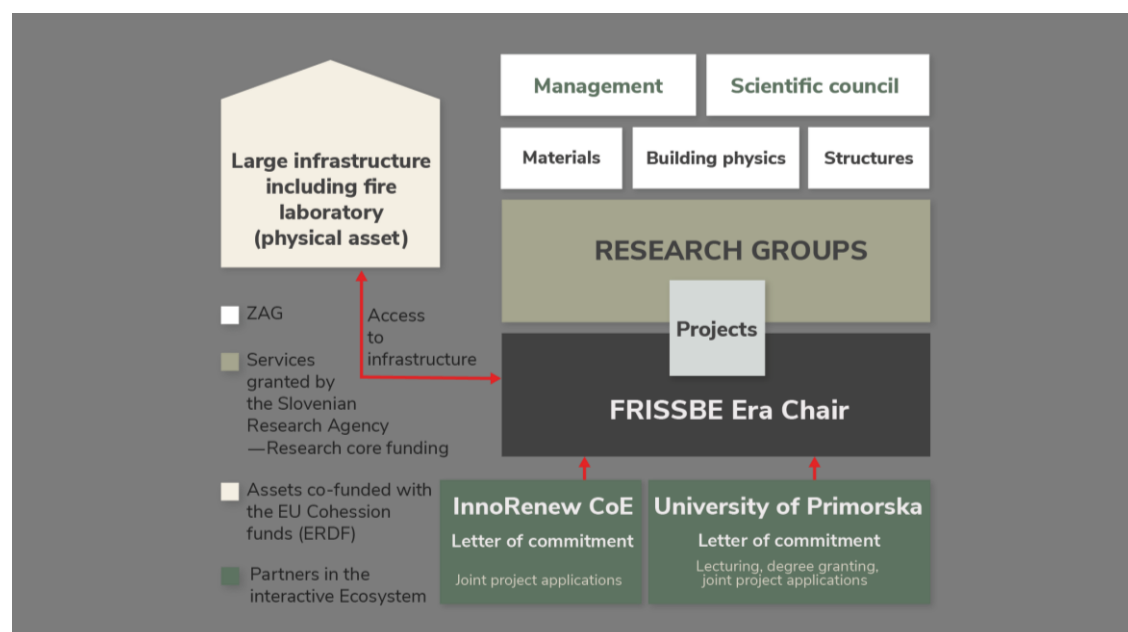 Management
Scientific council
Materials
Building physics
Structures
Large infrastructure
including fire
laboratory
(physical asset)
RESEARCH GROUPS
Projects
FRISSBE Era Chair
Access
to
infrastructure
ZAG
Services
granted by
the Slovenian
Research Agency
—Research core funding
Assets co-funded with
the EU Cohession
funds (ERDF)
Partners in the
interactive Ecosystem
InnoRenew CoE
Letter of commitment
Joint project applications
University of Primorska
Letter of commitment
Lecturing, degree granting,
joint project applications